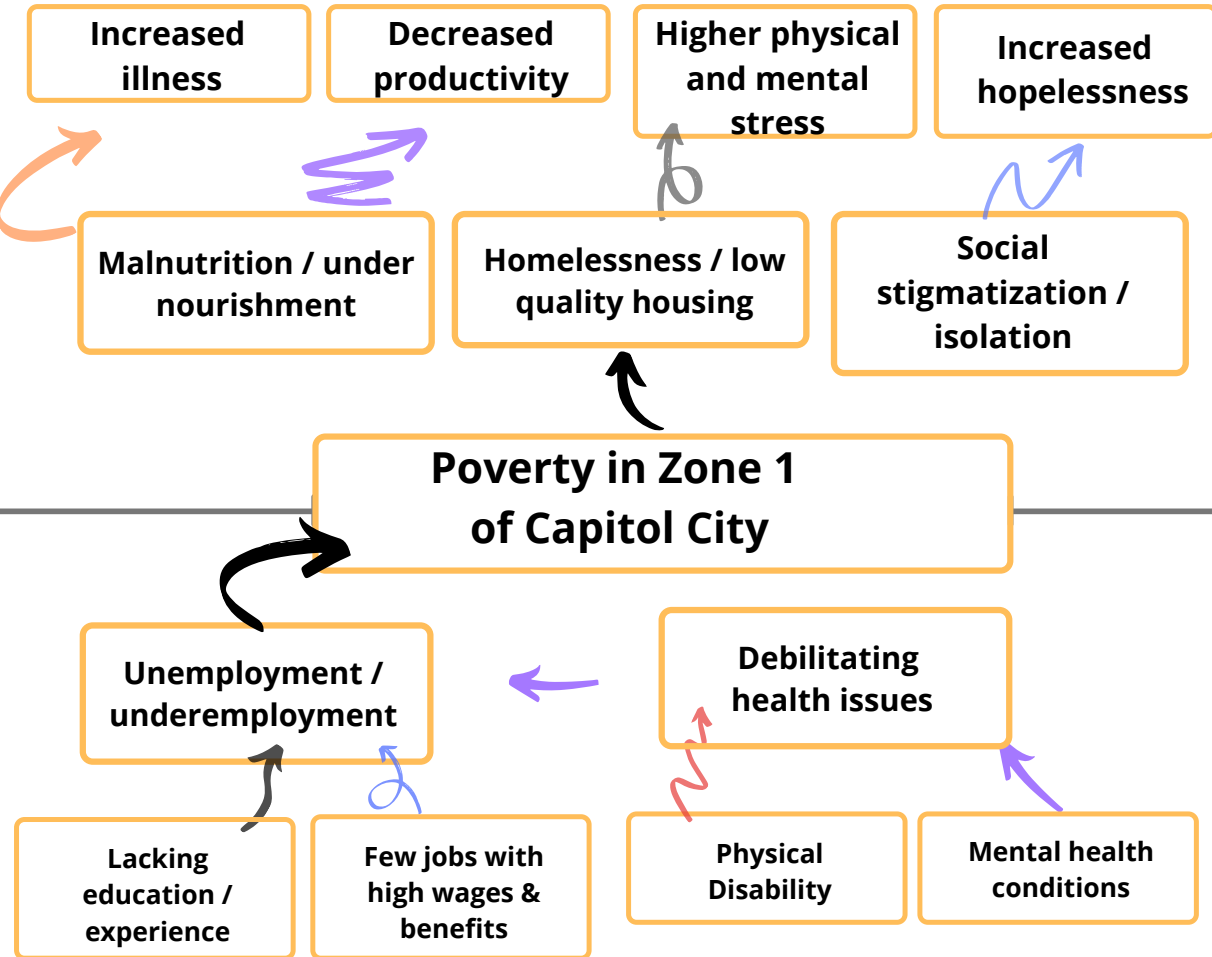 Increased
illness
Decreased
productivity
Higher physical
and mental
stress
Increased
hopelessness
Malnutrition / under
nourishment
Homelessness / low
quality housing
Social
stigmatization /
isolation
Poverty in Zone 1
of Capitol City
Unemployment /
underemployment
Debilitating
health issues
Lacking
education /
experience
Few jobs with
high wages &
benefits
Physical
Disability
Mental health
conditions